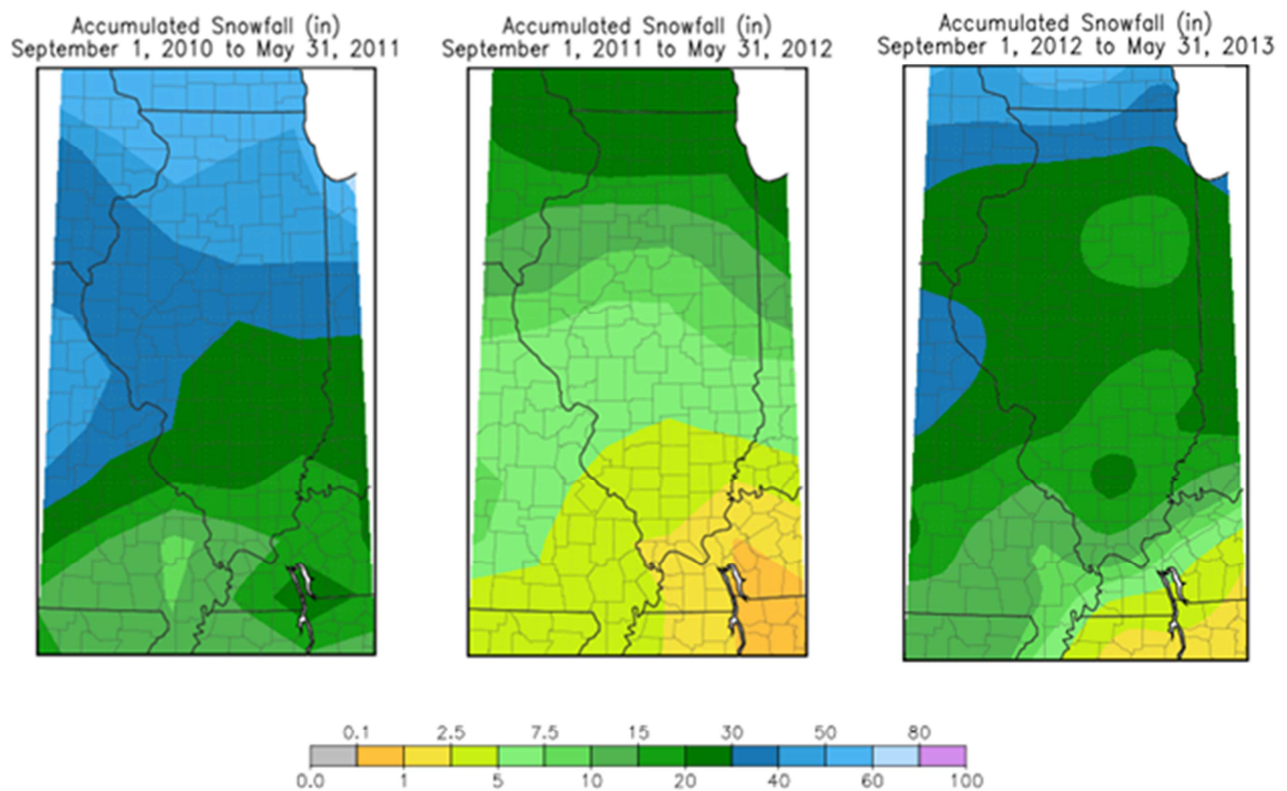 Accumulated Snowfall (in)
September 1, 2010 to May 31, 2011
Accumulated Snowfall (in)
September 1, 2011 to May 31, 2012
Accumulated Snowfall (in)
September 1, 2012 to May 31, 2013
0.1 2.5 7.5 15 30 50 80
0.0 1 5 10 20 40 60 100